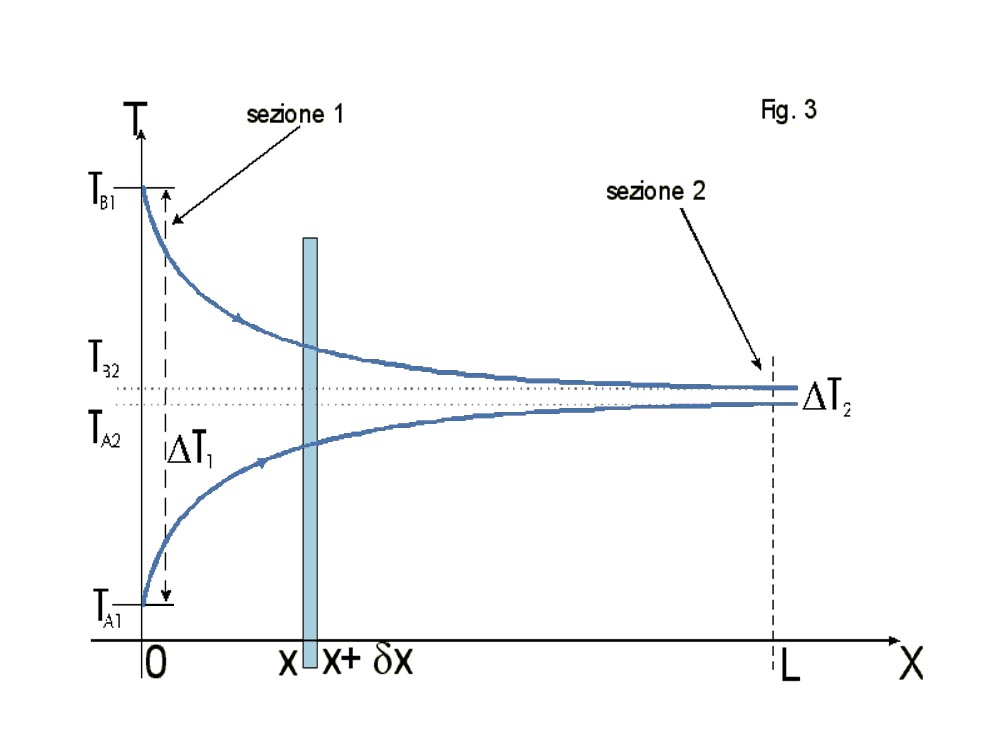 Fig. 3
T
sezione 1
T_B1
sezione 2
T_B2
ΔT_2
T_A2
ΔT_1
T_A1
0
x
x+ δx
L
X